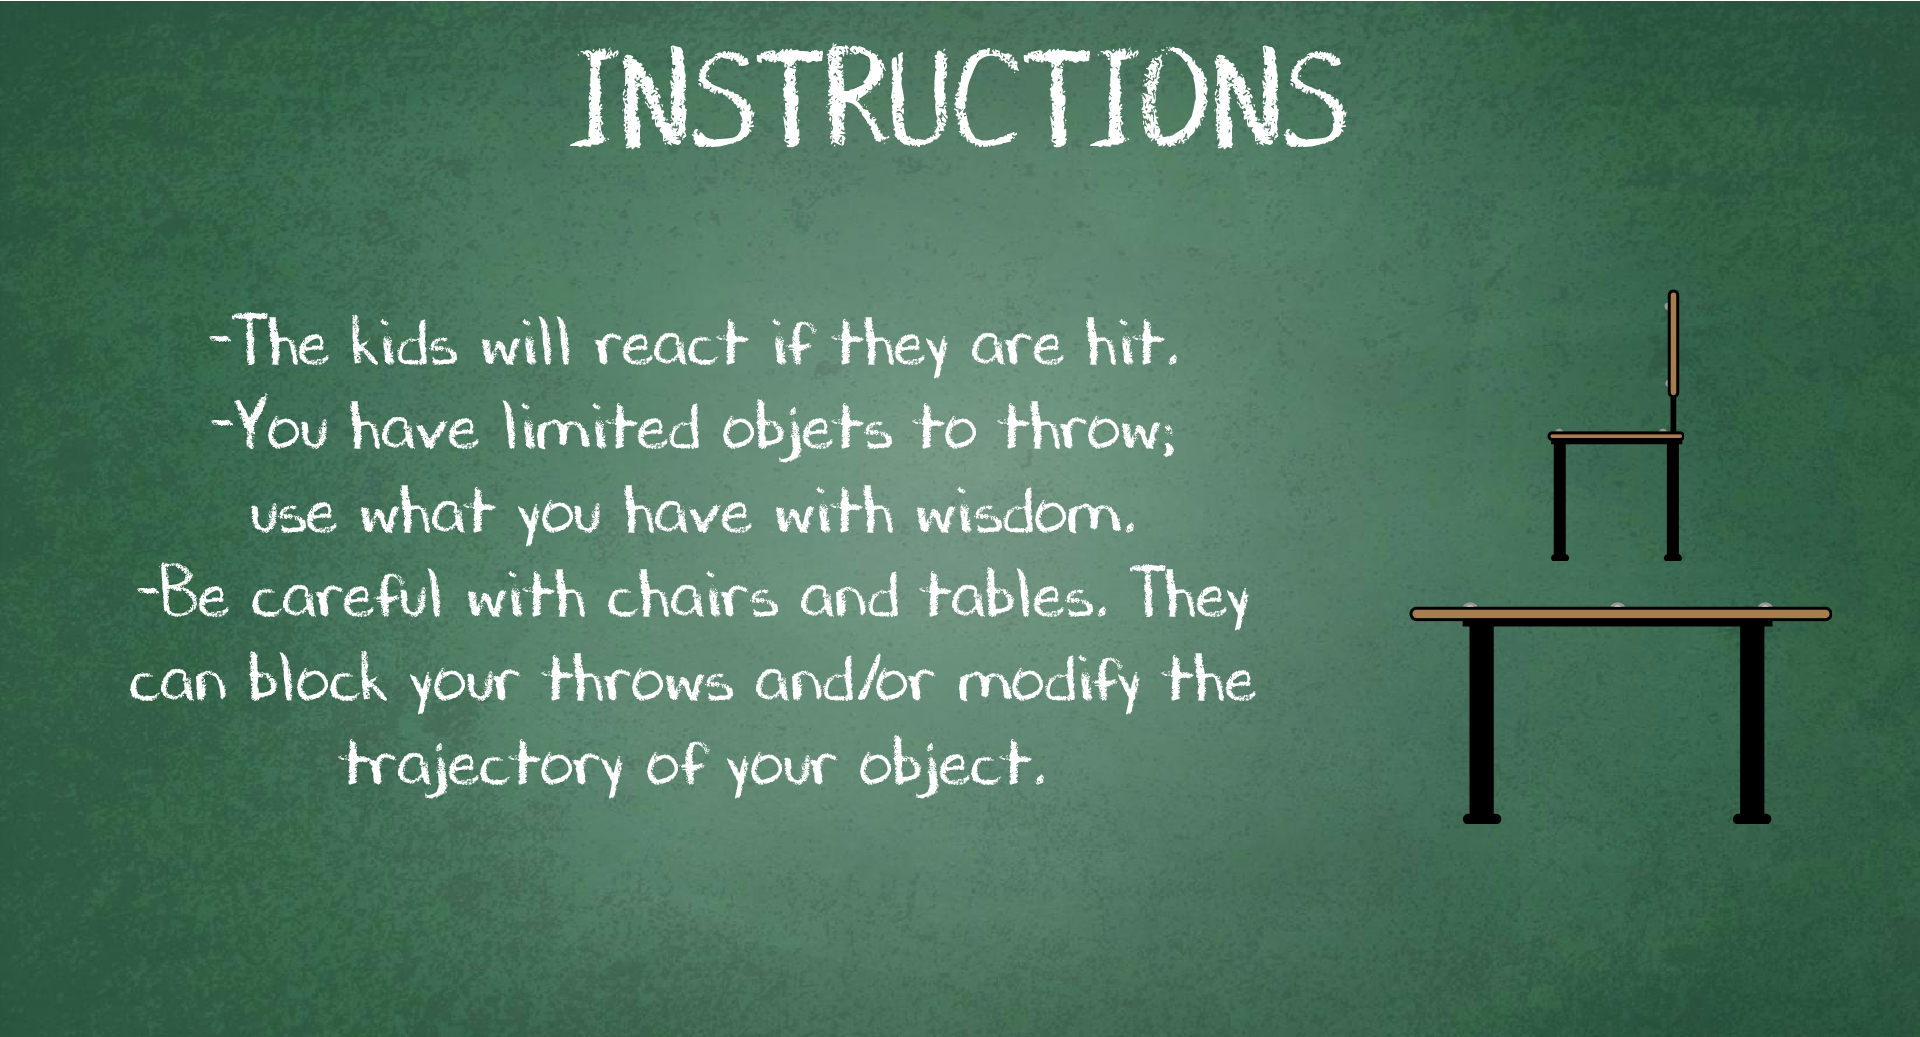 INSTRUCTIONS
-The kids will react if they are hit.
-You have limited objets to throw;
use what you have with wisdom.
-Be careful with chairs and tables. They
can block your throws and/or modify the
trajectory of your object.